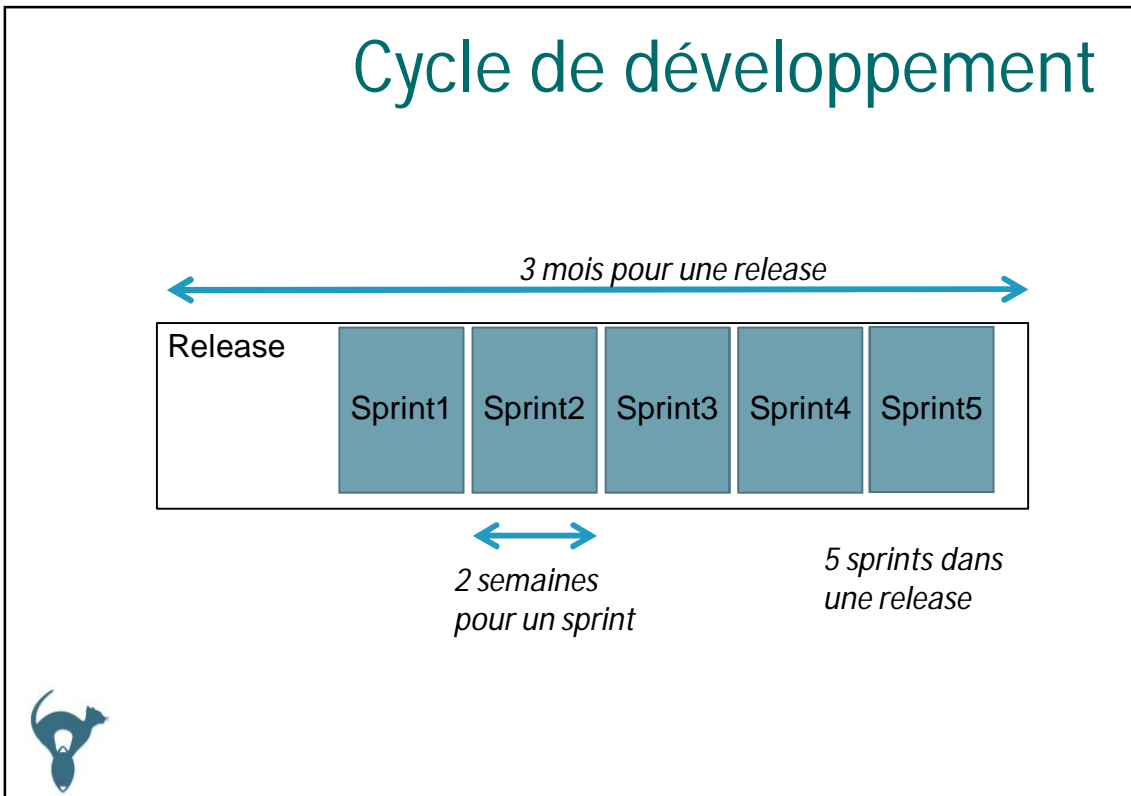 Cycle de développement
3 mois pour une release
Release
Sprint1
Sprint2
Sprint3
Sprint4
Sprint5
2 semaines
pour un sprint
5 sprints dans
une release